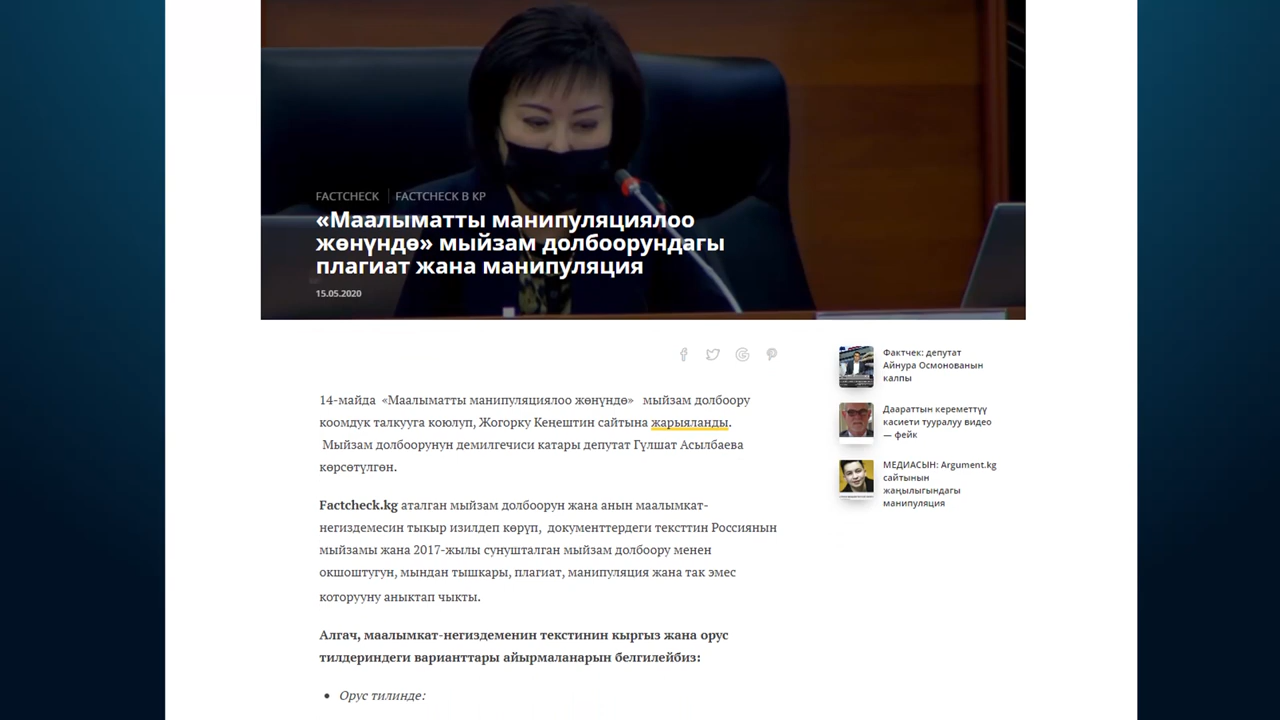 FACTCHECK
FACTCHECK В КР
«Маалыматты манипуляциялоо
жөнүндө» мыйзам долбоорундагы
плагиат жана манипуляция
15.05.2020
14-майда «Маалыматты манипуляциялоо жөнүндө» мыйзам долбоору
коомдук талкууга коюлуп, Жогорку Кеңештин сайтына жарыяланды.
Мыйзам долбоорунун демилгечиси катары депутат Гүлшат Асылбаева
көрсөтүлгөн.
Factcheck.kg аталган мыйзам долбоорун жана анын маалымкат-
негиздемесин тыкыр изилдеп көрүп, документтердеги тексттин Россиянын
мыйзамы жана 2017-жылы сунушталган мыйзам долбоору менен
окшоштугун, мындан тышкары, плагиат, манипуляция жана так эмес
которууну аныктап чыкты.
Алгач, маалымкат-негиздеменин текстинин кыргыз жана орус
тилдериндеги варианттары айырмаланарын белгилейбиз:
• Орус тилинде:
Фактчек: депутат
Айнура Осмонованын
калпы
Даараттын кереметтүү
касиети тууралуу видео
— фейк
МЕДИАСЫН: Argument.kg
сайтынын
жаңылыгындагы
манипуляция